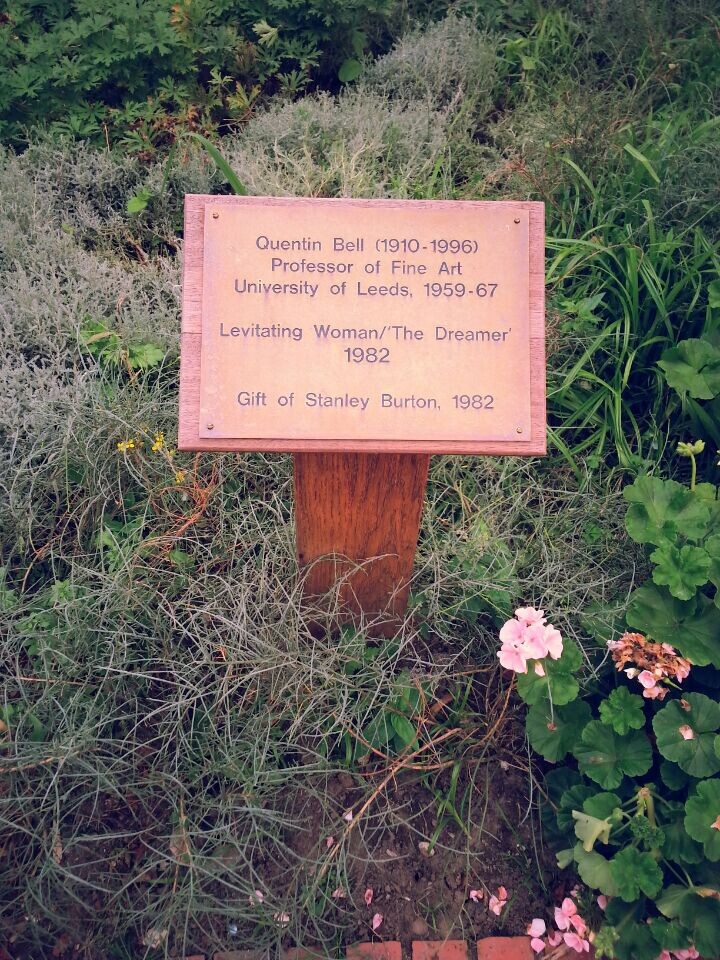 Quentin Bell (1910-1996)
Professor of Fine Art
University of Leeds, 1959-67
Levitating Woman/'The Dreamer'
1982
Gift of Stanley Burton, 1982